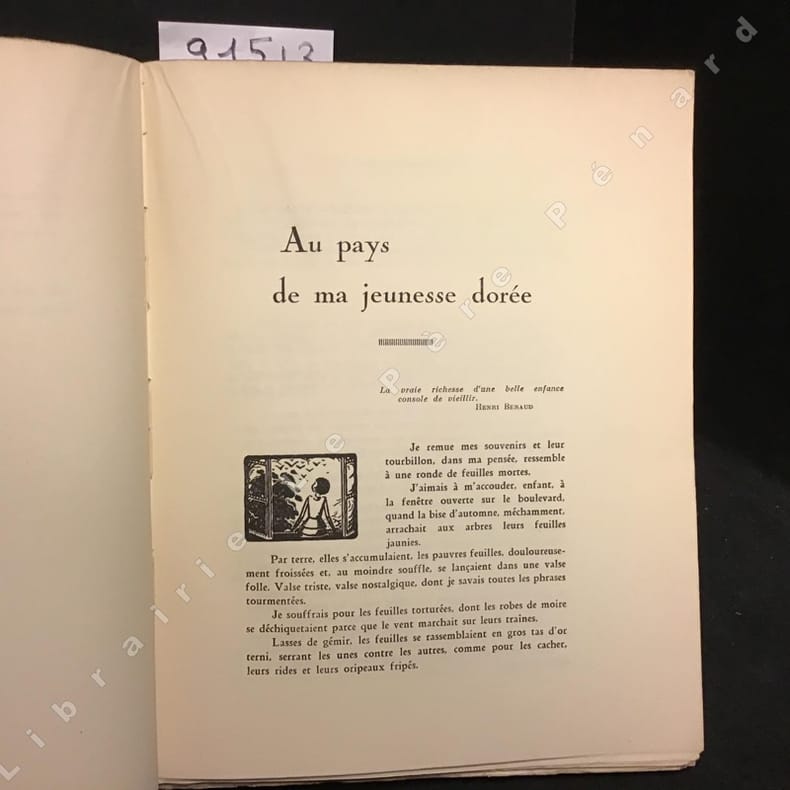 91513
Au pays
de ma jeunesse dorée
La vraie richesse d'une belle enfance
console de vieillir.
HENRI BERAUD
Je remue mes souvenirs et leur
tourbillon, dans ma pensée, ressemble
à une ronde de feuilles mortes.
J'aimais à m'accouder, enfant, à
la fenêtre ouverte sur le boulevard,
quand la bise d'automne, méchamment,
arrachait aux arbres leurs feuilles
jaunies.
Par terre, elles s'accumulaient, les pauvres feuilles, douloureuse-
ment froissées et, au moindre souffle, se lançaient dans une valse
folle. Valse triste, valse nostalgique, dont je savais toutes les phrases
tourmentées.
Je souffrais pour les feuilles torturées, dont les robes de moire
se déchiquetaient parce que le vent marchait sur leurs traînes.
Lasses de gémir, les feuilles se rassemblaient en gros tas d'or
terni, serrant les unes contre les autres, comme pour les cacher,
leurs rides et leurs oripeaux fripés.
Librairie Le Père Pénard